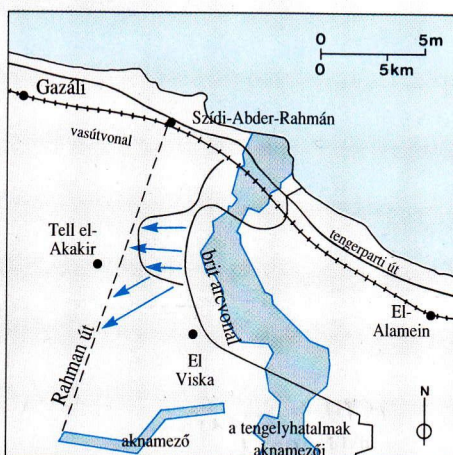 0 5m
0 5km
Gazálı
Szídi-Abder-Rahmán
vasútvonal
tengerparti út
Tell el-
Akakir
brit arcvonal
El-
Alamein
Rahman út
El
Viska
N
aknamező
a tengelyhatalmak
aknamezői